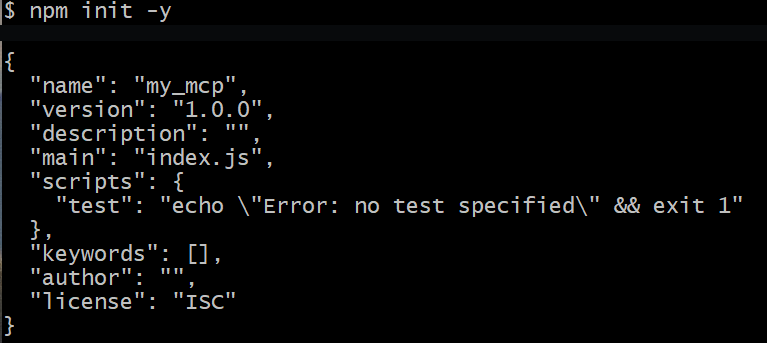 $ npm init -y
{
  "name": "my_mcp",
  "version": "1.0.0",
  "description": "",
  "main": "index.js",
  "scripts": {
    "test": "echo \"Error: no test specified\" && exit 1"
  },
  "keywords": [],
  "author": "",
  "license": "ISC"
}